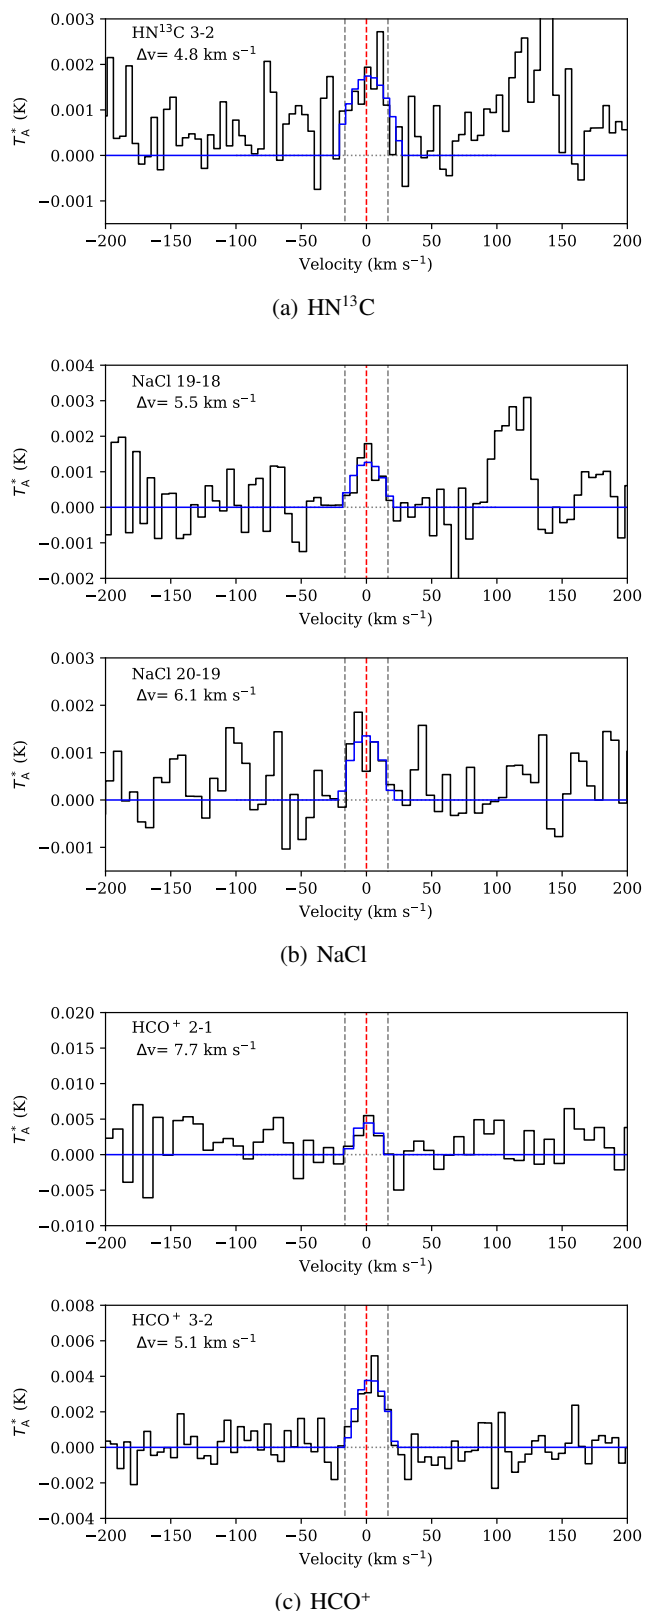 0.003
0.002
0.001
0.000
−0.001
T*A (K)
HN¹³C 3-2
Δv= 4.8 km s⁻¹
−200 −150 −100 −50 0 50 100 150 200
Velocity (km s⁻¹)
(a) HN¹³C
0.004
0.003
0.002
0.001
0.000
−0.001
−0.002
T*A (K)
NaCl 19-18
Δv= 5.5 km s⁻¹
−200 −150 −100 −50 0 50 100 150 200
Velocity (km s⁻¹)
0.003
0.002
0.001
0.000
−0.001
T*A (K)
NaCl 20-19
Δv= 6.1 km s⁻¹
−200 −150 −100 −50 0 50 100 150 200
Velocity (km s⁻¹)
(b) NaCl
0.020
0.015
0.010
0.005
0.000
−0.005
−0.010
T*A (K)
HCO⁺ 2-1
Δv= 7.7 km s⁻¹
−200 −150 −100 −50 0 50 100 150 200
Velocity (km s⁻¹)
0.008
0.006
0.004
0.002
0.000
−0.002
−0.004
T*A (K)
HCO⁺ 3-2
Δv= 5.1 km s⁻¹
−200 −150 −100 −50 0 50 100 150 200
Velocity (km s⁻¹)
(c) HCO⁺